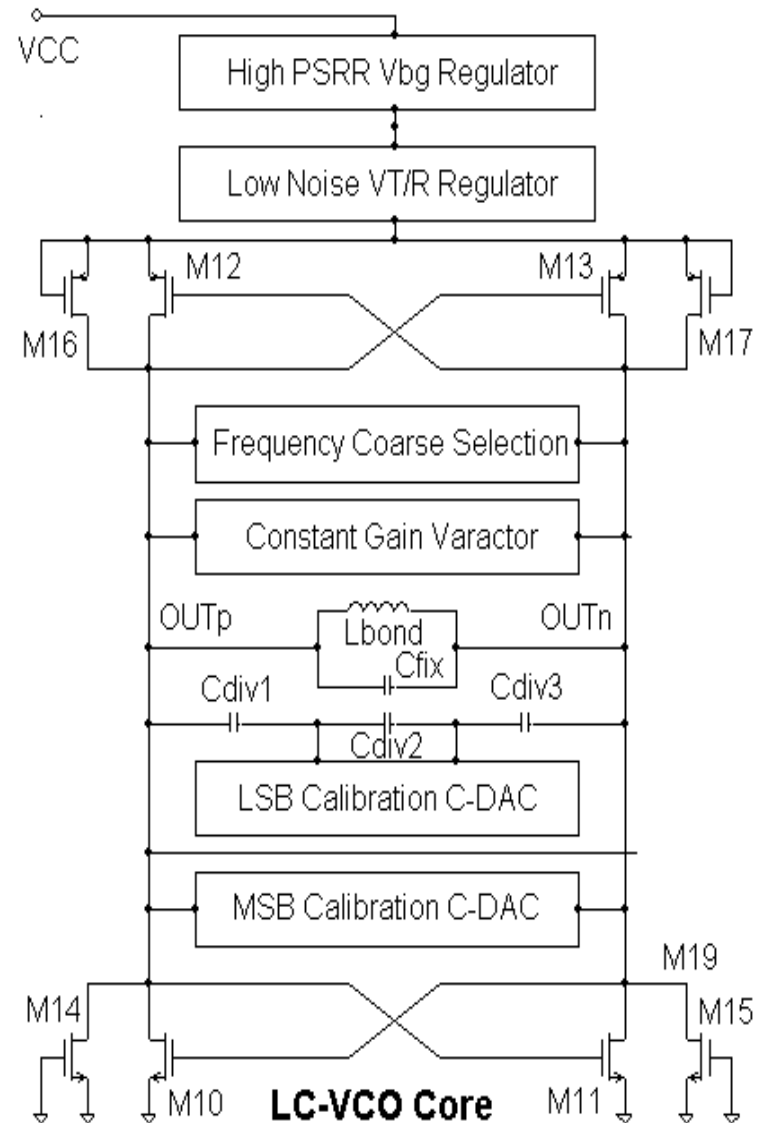 VCC
High PSRR Vbg Regulator
Low Noise VT/R Regulator
M12
M13
M16
M17
Frequency Coarse Selection
Constant Gain Varactor
OUTp
OUTn
Lbond
Cfix
Cdiv1
Cdiv3
Cdiv2
LSB Calibration C-DAC
MSB Calibration C-DAC
M19
M14
M15
M10
LC-VCO Core
M11